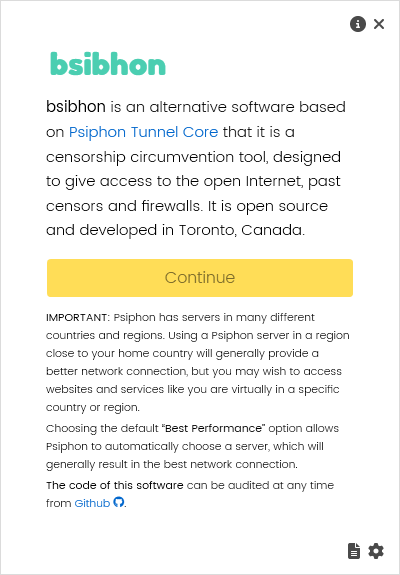 bsibhon
bsibhon is an alternative software based
on Psiphon Tunnel Core that it is a
censorship circumvention tool, designed
to give access to the open Internet, past
censors and firewalls. It is open source
and developed in Toronto, Canada.
Continue
IMPORTANT: Psiphon has servers in many different
countries and regions. Using a Psiphon server in a region
close to your home country will generally provide a
better network connection, but you may wish to access
websites and services like you are virtually in a specific
country or region.
Choosing the default “Best Performance” option allows
Psiphon to automatically choose a server, which will
generally result in the best network connection.
The code of this software can be audited at any time
from Github .